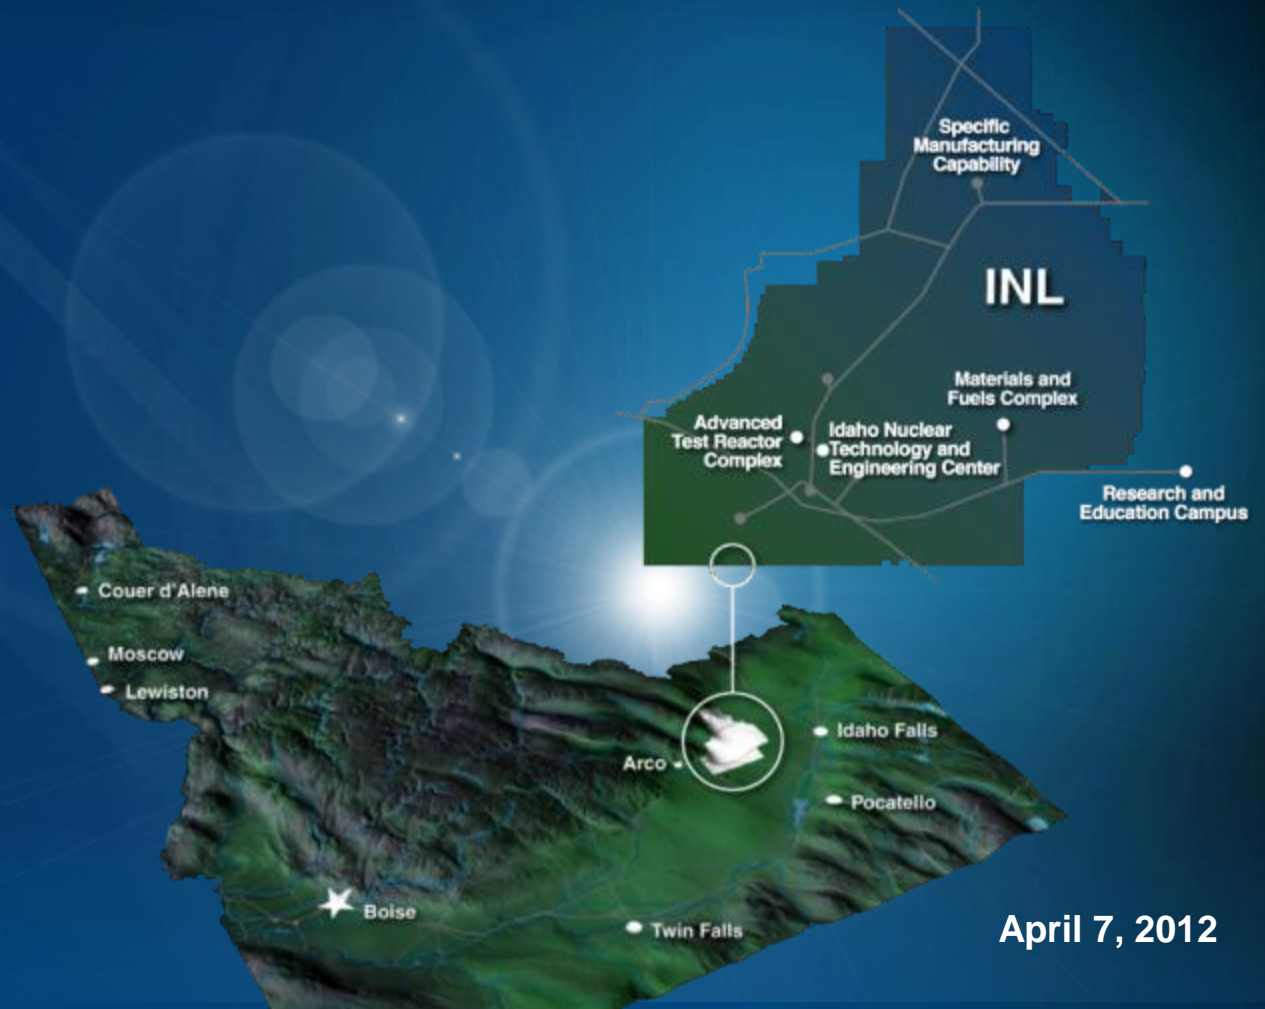 Specific
Manufacturing
Capability
INL
Materials and
Fuels Complex
Advanced
Test Reactor
Complex
Idaho Nuclear
Technology and
Engineering Center
Research and
Education Campus
Couer d'Alene
Moscow
Lewiston
Idaho Falls
Arco
Pocatello
Boise
Twin Falls
April 7, 2012